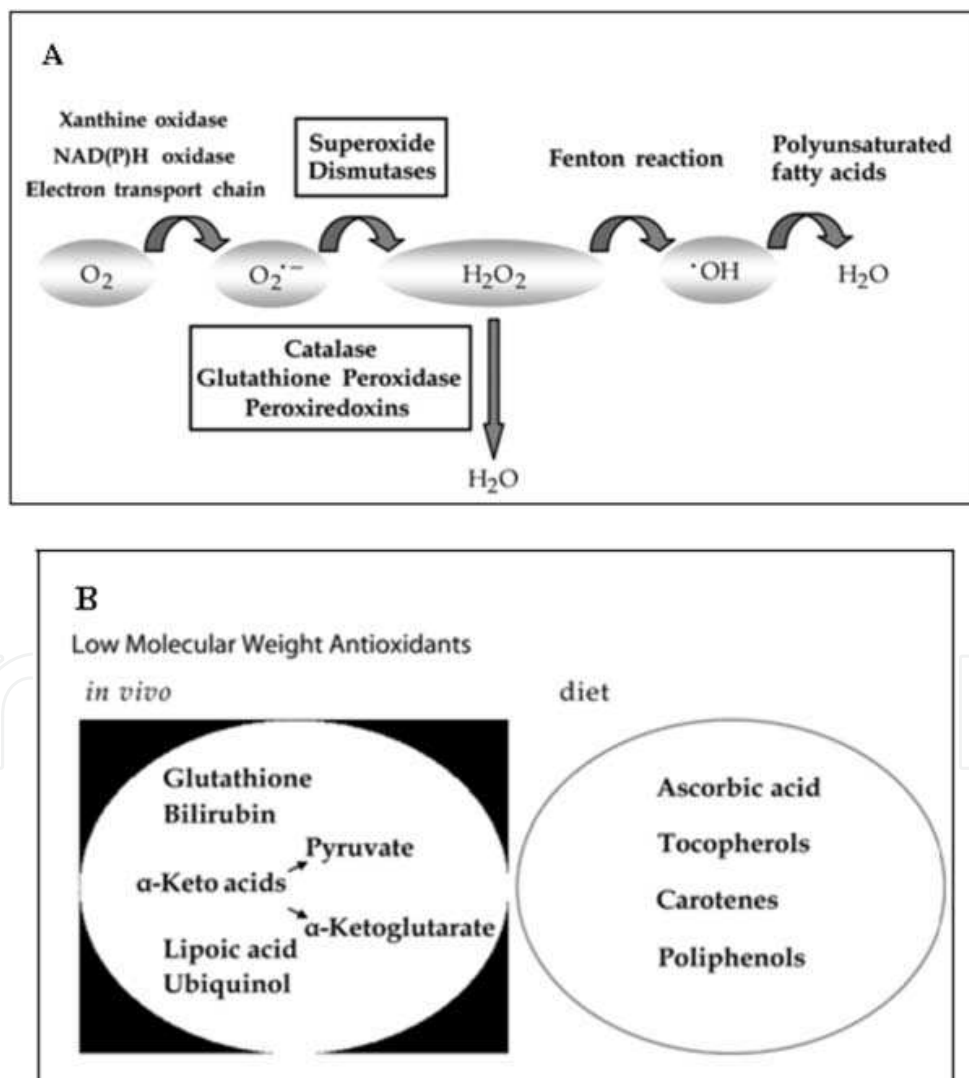 A
Xanthine oxidase
NAD(P)H oxidase
Electron transport chain
Superoxide
Dismutases
Fenton reaction
Polyunsaturated
fatty acids
O₂
O₂˙⁻
H₂O₂
˙OH
H₂O
Catalase
Glutathione Peroxidase
Peroxiredoxins
H₂O
B
Low Molecular Weight Antioxidants
in vivo
diet
Glutathione
Bilirubin
Pyruvate
α-Keto acids
α-Ketoglutarate
Lipoic acid
Ubiquinol
Ascorbic acid
Tocopherols
Carotenes
Poliphenols